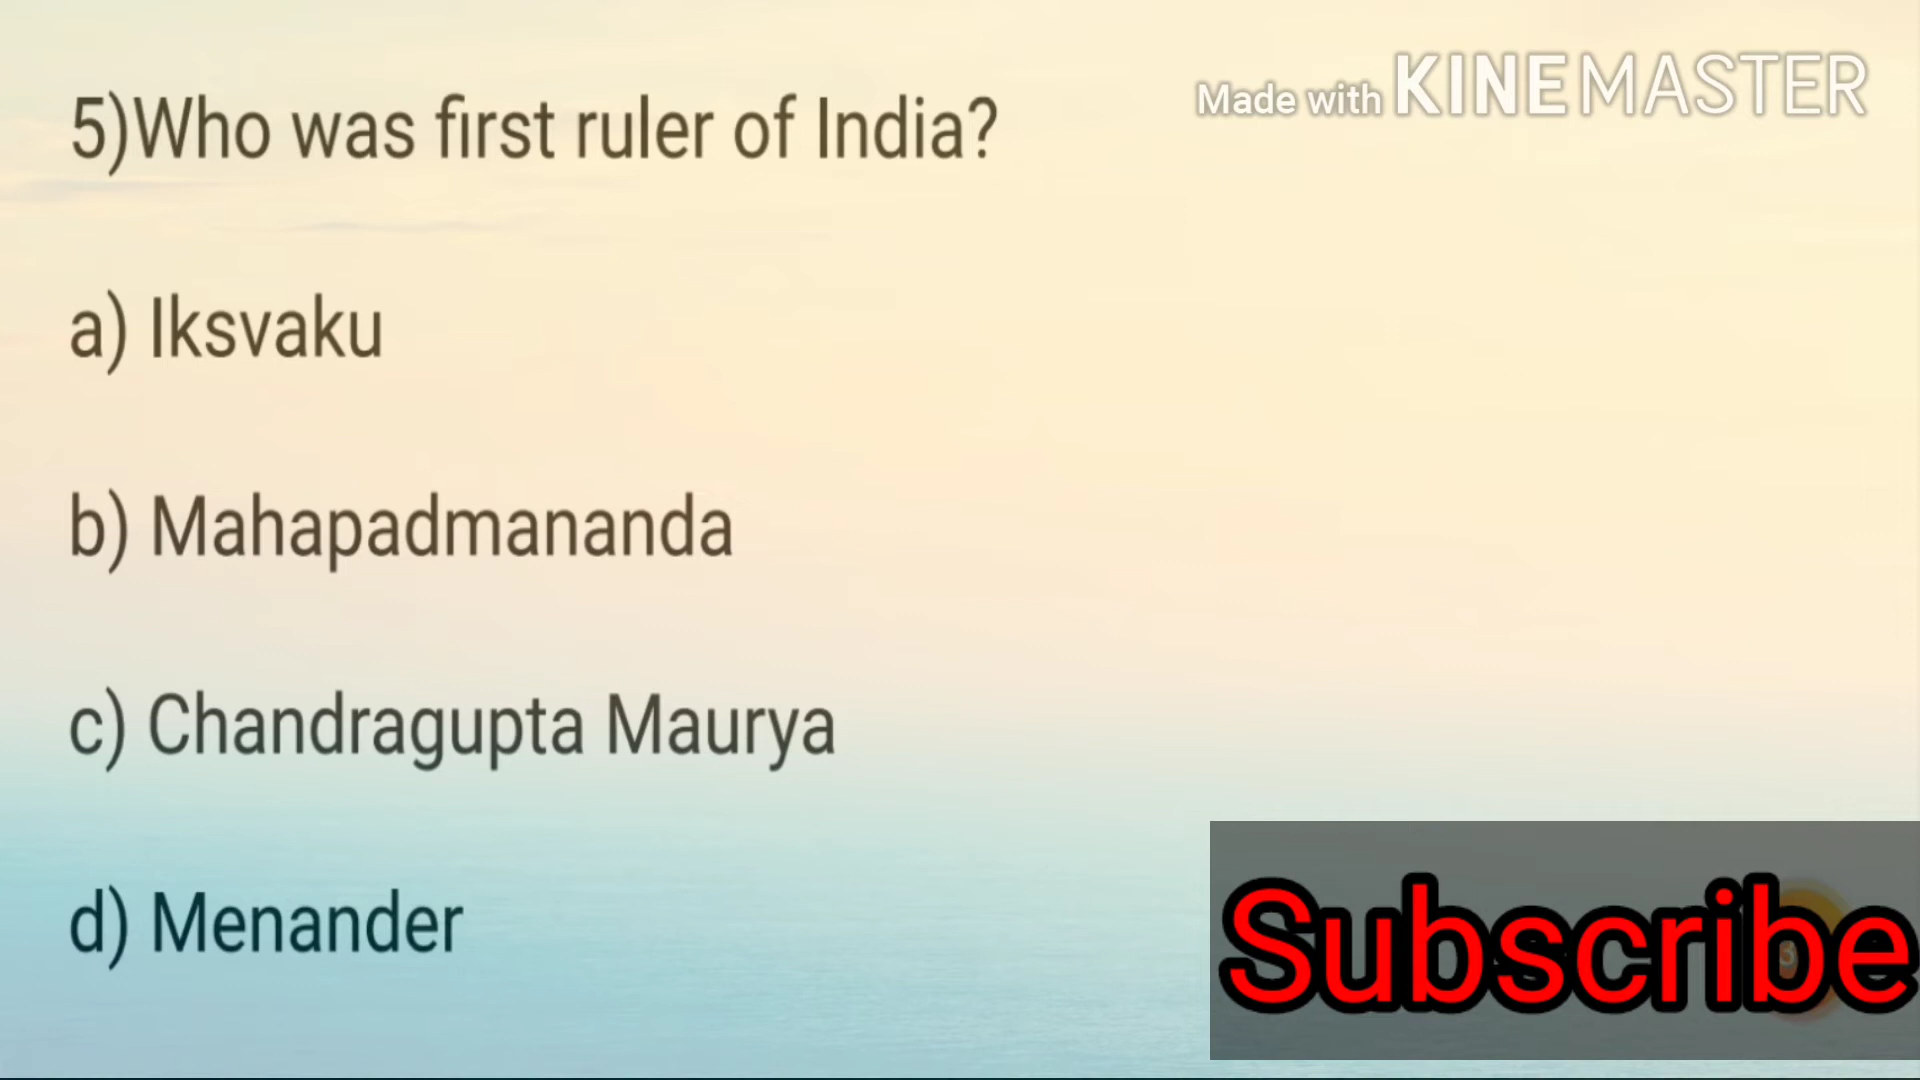 5)Who was first ruler of India?
Made with KINEMASTER
a) Iksvaku
b) Mahapadmananda
c) Chandragupta Maurya
d) Menander
Subscribe